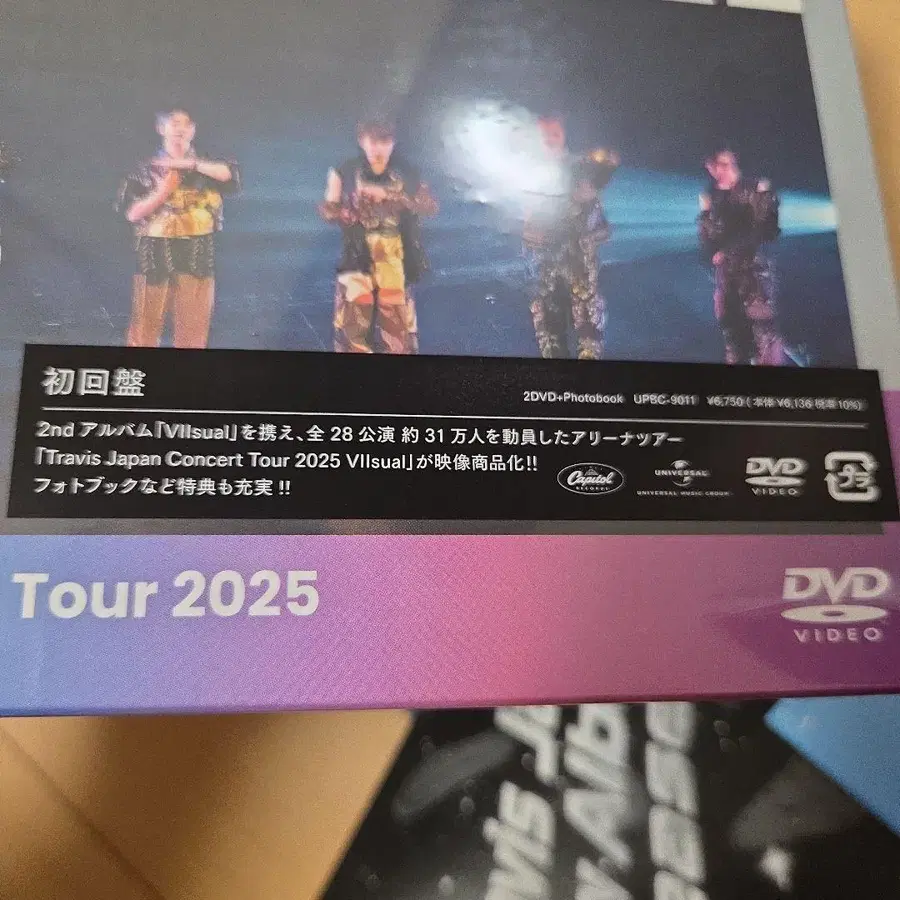 初回盤
2DVD+Photobook UPBC-9011 ¥6,750 (本体 ¥6,136 税率10%)
2nd アルバム「VIIsual」を携え、全 28 公演 約 31 万人を動員したアリーナツアー
「Travis Japan Concert Tour 2025 VIIsual」が映像商品化!!
フォトブックなど特典も充実!!
Capitol
RECORDS
UNIVERSAL
UNIVERSAL MUSIC GROUP
DVD
VIDEO
プラ
Tour 2025
DVD
VIDEO